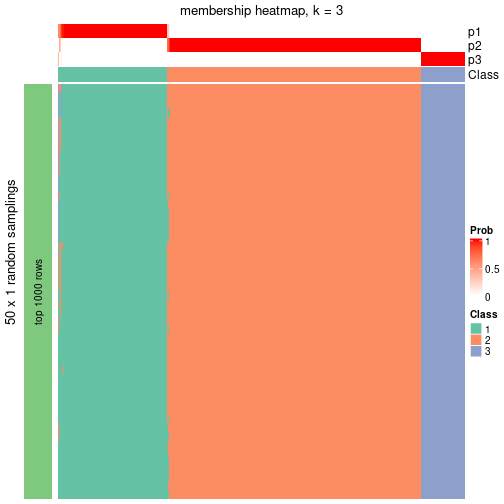 membership heatmap, k = 3
p1
p2
p3
Class
50 x 1 random samplings
top 1000 rows
Prob
1
0.5
0
Class
1
2
3